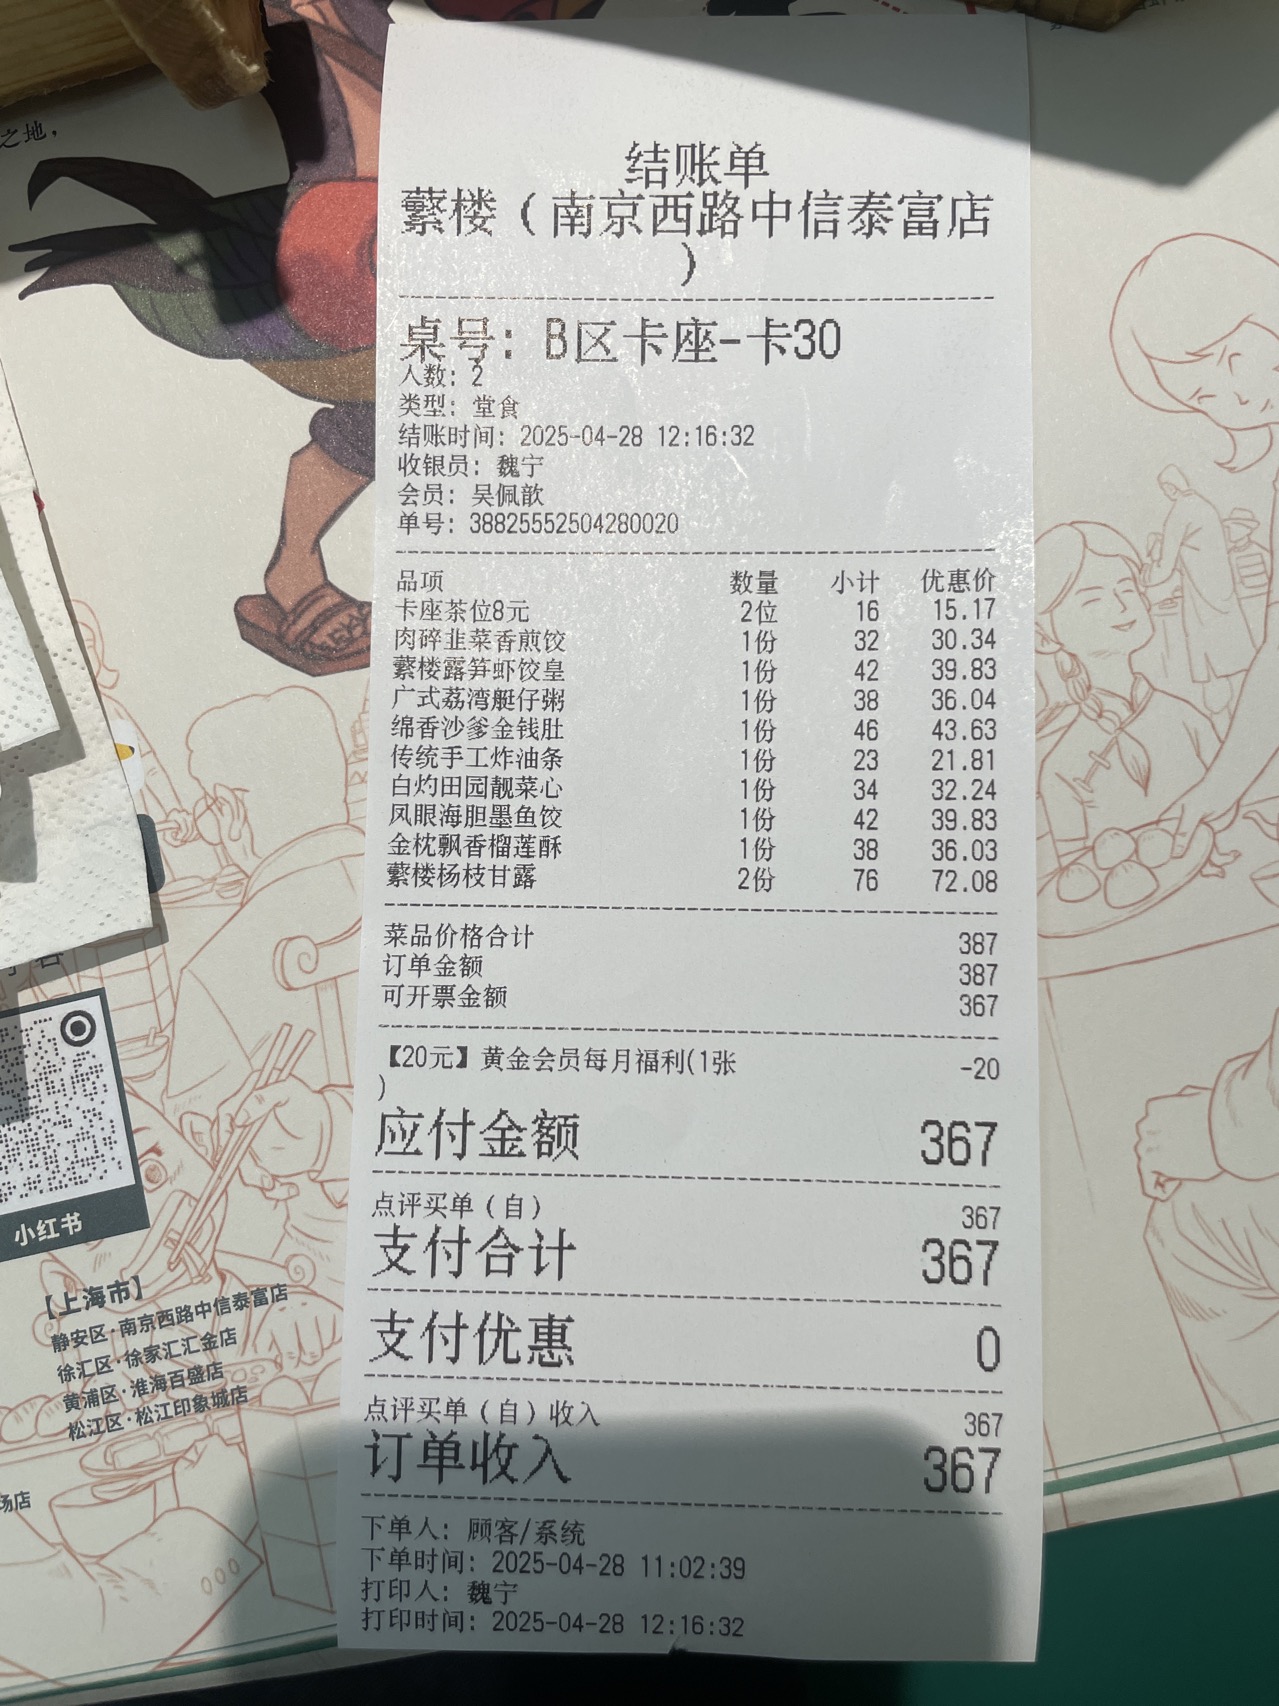 之地，
结账单
蘩楼（南京西路中信泰富店
）
桌号：B区卡座-卡30
人数：2
类型：堂食
结账时间：2025-04-28 12:16:32
收银员：魏宁
会员：吴佩歆
单号：38825552504280020
品项 数量 小计 优惠价
卡座茶位8元 2位 16 15.17
肉碎韭菜香煎饺 1份 32 30.34
蘩楼露笋虾饺皇 1份 42 39.83
广式荔湾艇仔粥 1份 38 36.04
绵香沙爹金钱肚 1份 46 43.63
传统手工炸油条 1份 23 21.81
白灼田园靓菜心 1份 34 32.24
凤眼海胆墨鱼饺 1份 42 39.83
金枕飘香榴莲酥 1份 38 36.03
蘩楼杨枝甘露 2份 76 72.08
菜品价格合计 387
订单金额 387
可开票金额 367
【20元】黄金会员每月福利(1张 -20
)
应付金额 367
点评买单（自） 367
支付合计 367
支付优惠 0
点评买单（自）收入 367
订单收入 367
下单人：顾客/系统
下单时间：2025-04-28 11:02:39
打印人：魏宁
打印时间：2025-04-28 12:16:32
小红书
【上海市】
静安区·南京西路中信泰富店
徐汇区·徐家汇汇金店
黄浦区·淮海百盛店
松江区·松江印象城店
场店